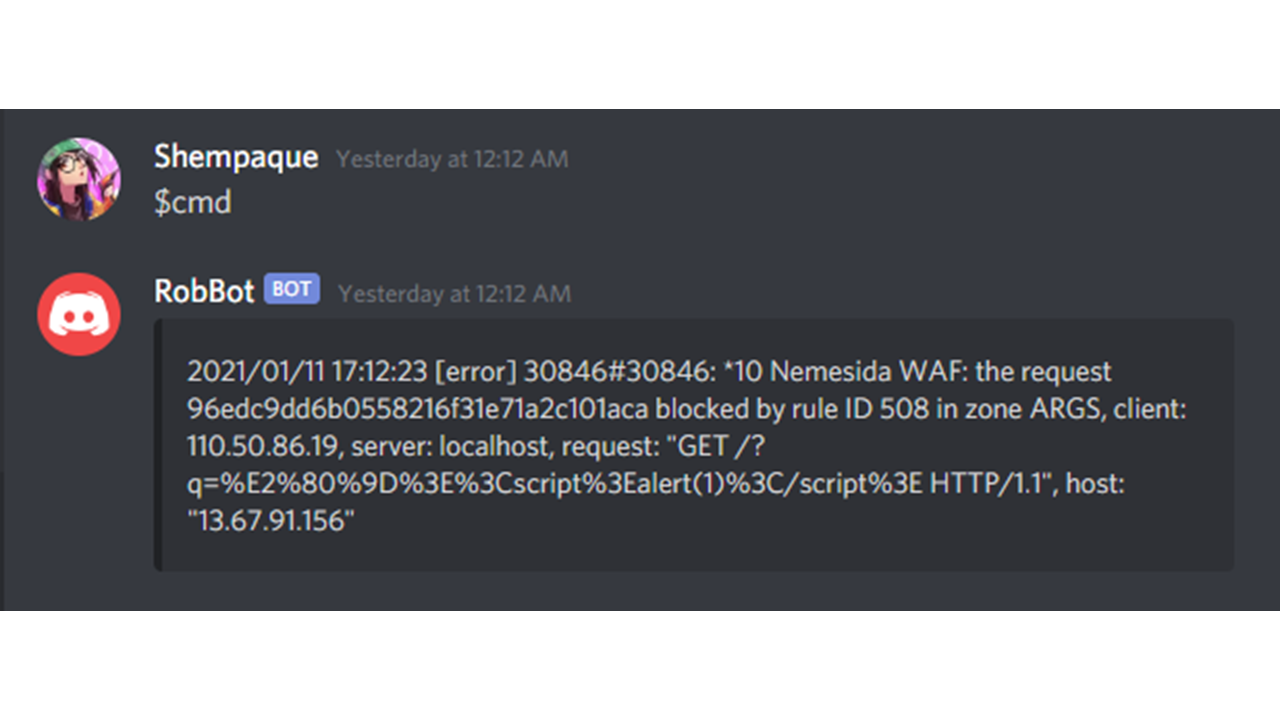 Shempaque Yesterday at 12:12 AM
$cmd
RobBot BOT Yesterday at 12:12 AM
2021/01/11 17:12:23 [error] 30846#30846: *10 Nemesida WAF: the request
96edc9dd6b0558216f31e71a2c101aca blocked by rule ID 508 in zone ARGS, client:
110.50.86.19, server: localhost, request: "GET /?
q=%E2%80%9D%3E%3Cscript%3Ealert(1)%3C/script%3E HTTP/1.1", host:
"13.67.91.156"